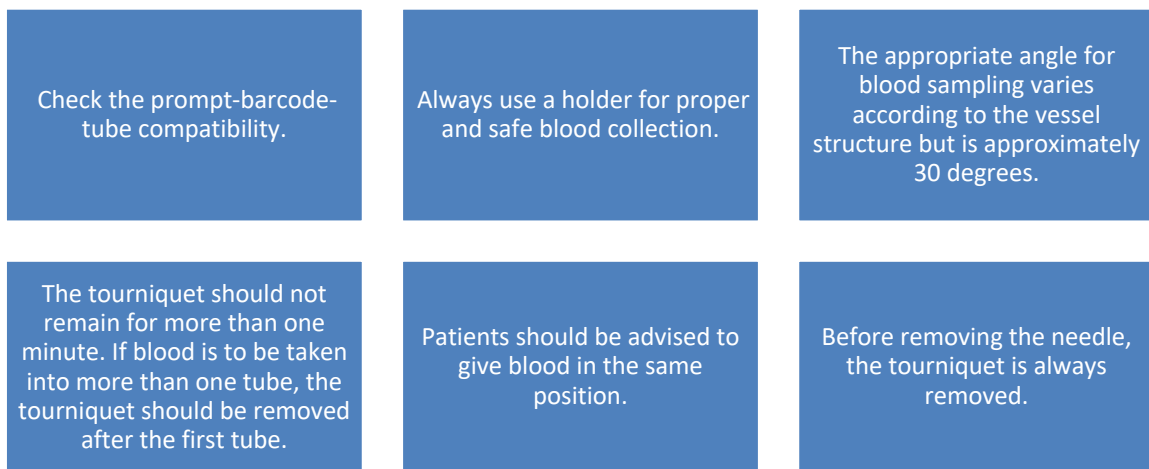 Check the prompt-barcode-
tube compatibility.
Always use a holder for proper
and safe blood collection.
The appropriate angle for
blood sampling varies
according to the vessel
structure but is approximately
30 degrees.
The tourniquet should not
remain for more than one
minute. If blood is to be taken
into more than one tube, the
tourniquet should be removed
after the first tube.
Patients should be advised to
give blood in the same
position.
Before removing the needle,
the tourniquet is always
removed.